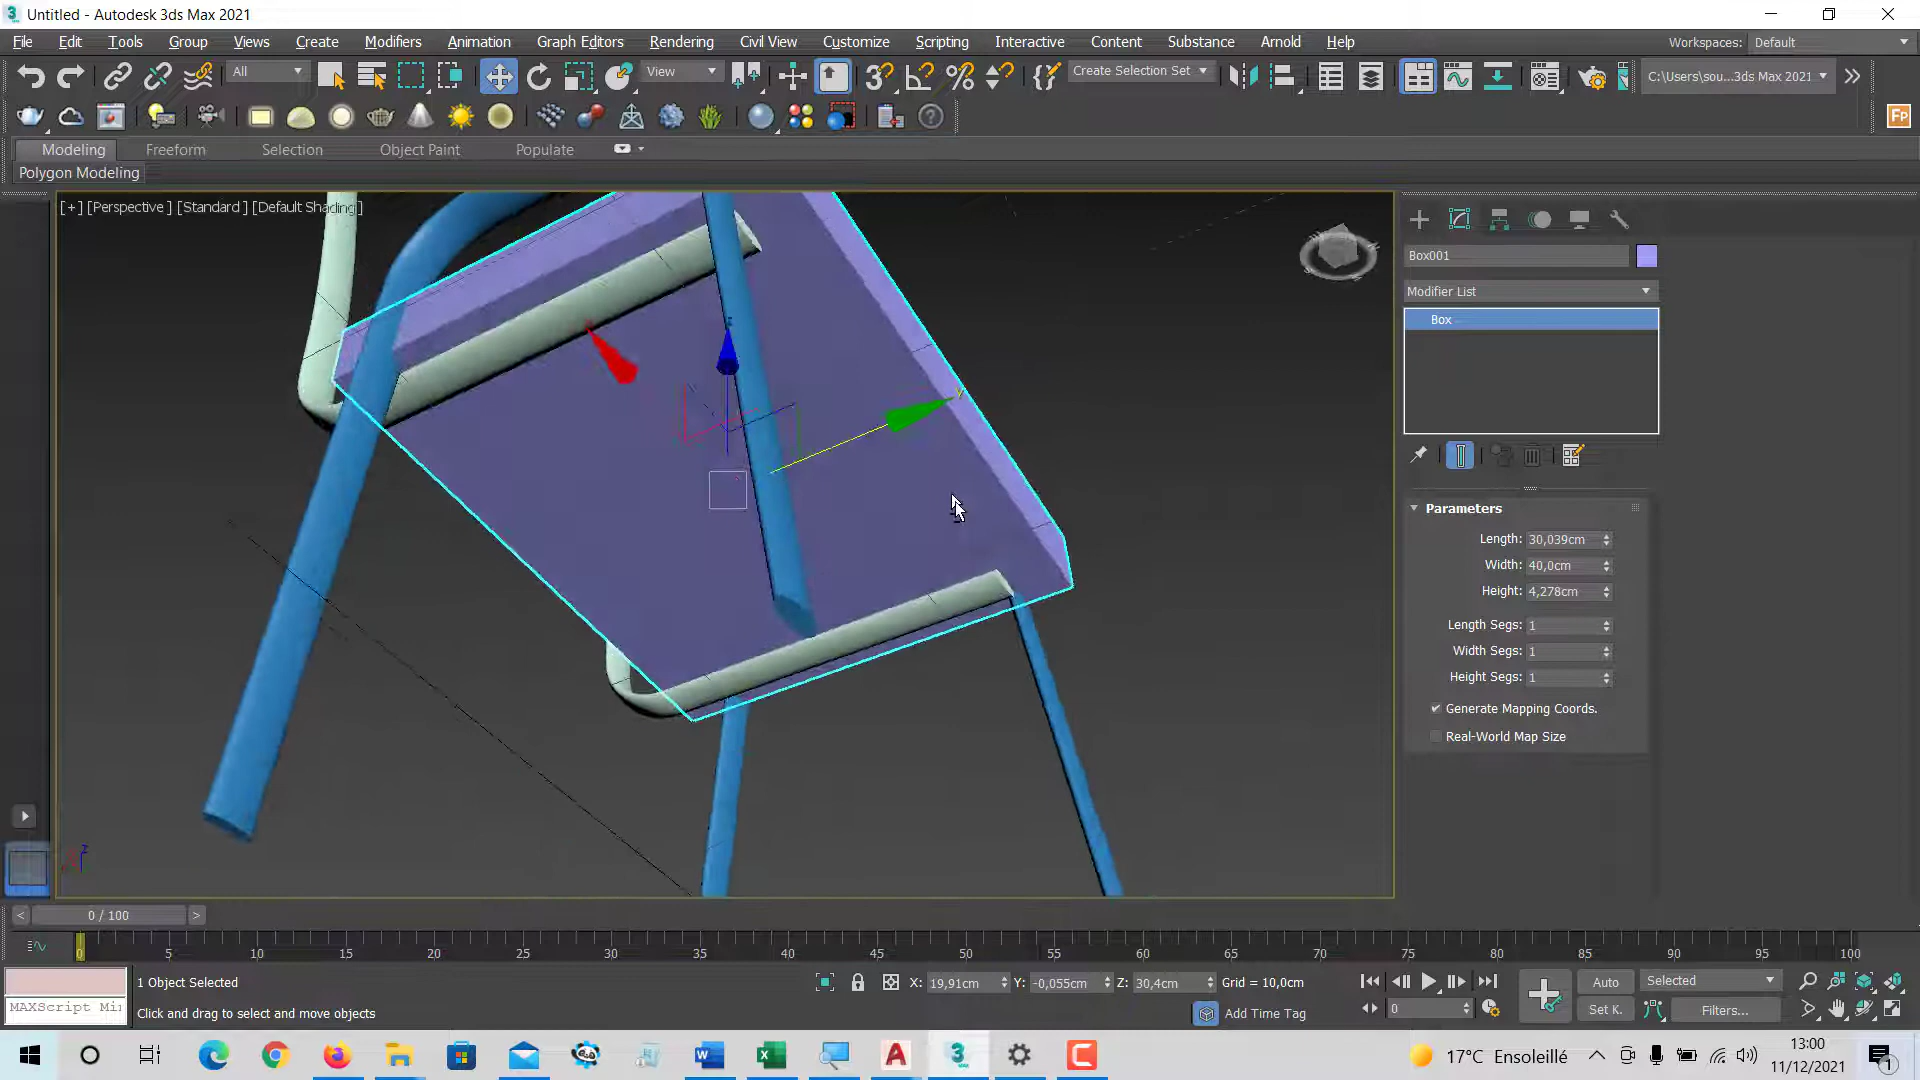 Untitled - Autodesk 3ds Max 2021
File Edit Tools Group Views Create Modifiers Animation Graph Editors Rendering Civil View Customize Scripting Interactive Content Substance Arnold Help Workspaces: Default
All View Create Selection Set C:\Users\sou...3ds Max 2021
Modeling Freeform Selection Object Paint Populate
Polygon Modeling
[+] [Perspective] [Standard] [Default Shading]
Box001
Modifier List
Box
Parameters
Length: 30,039cm
Width: 40,0cm
Height: 4,278cm
Length Segs: 1
Width Segs: 1
Height Segs: 1
Generate Mapping Coords.
Real-World Map Size
0 / 100
0 5 10 15 20 25 30 35 40 45 50 55 60 65 70 75 80 85 90 95 100
1 Object Selected X: 19,91cm Y: -0,055cm Z: 30,4cm Grid = 10,0cm Auto Selected
MAXScript Mi Click and drag to select and move objects Add Time Tag 0 Set K. Filters...
17°C Ensoleillé 13:00
11/12/2021